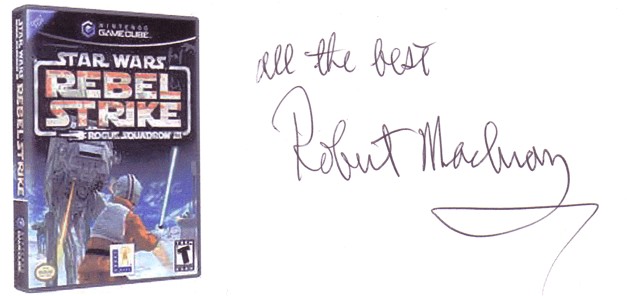 NINTENDO
GAMECUBE
STAR WARS
REBEL
STRIKE
ROGUE SQUADRON III
STAR WARS REBEL STRIKE
T
all the best
Robert Machray